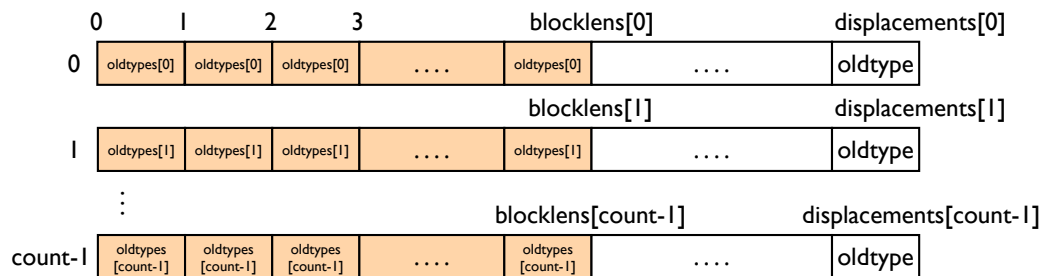 0 1 2 3 blocklens[0] displacements[0]
0 oldtypes[0] oldtypes[0] oldtypes[0] .... oldtypes[0] .... oldtype
blocklens[1] displacements[1]
1 oldtypes[1] oldtypes[1] oldtypes[1] .... oldtypes[1] .... oldtype
⋮
blocklens[count-1] displacements[count-1]
count-1 oldtypes [count-1] oldtypes [count-1] oldtypes [count-1] .... oldtypes [count-1] .... oldtype